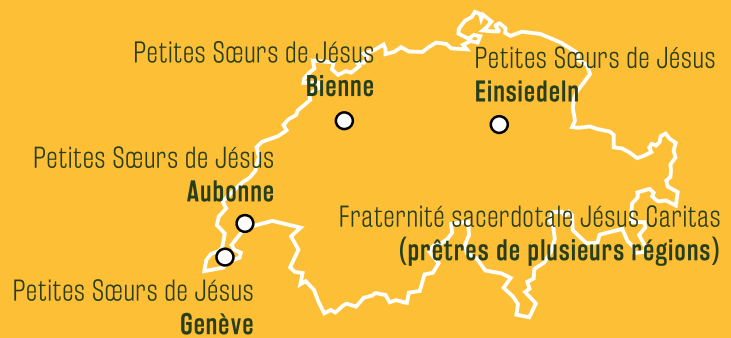 Petites Sœurs de Jésus
Bienne
Petites Sœurs de Jésus
Einsiedeln
Petites Sœurs de Jésus
Aubonne
Fraternité sacerdotale Jésus Caritas
(prêtres de plusieurs régions)
Petites Sœurs de Jésus
Genève